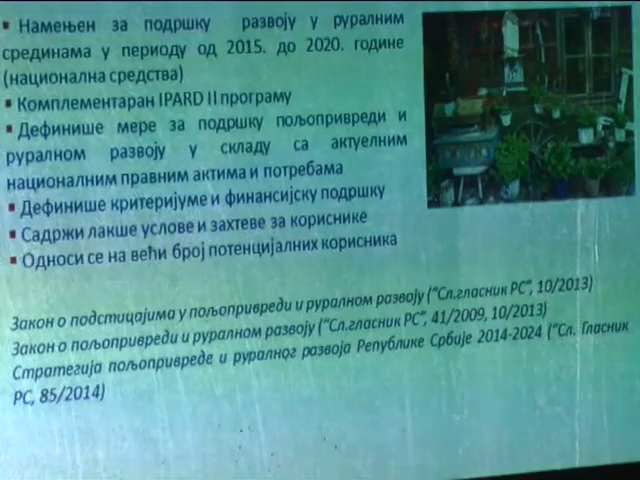 ▪ Намењен за подршку развоју у руралним
срединама у периоду од 2015. до 2020. године
(национална средства)
▪ Комплементаран IPARD II програму
▪ Дефинише мере за подршку пољопривреди и
руралном развоју у складу са актуелним
националним правним актима и потребама
▪ Дефинише критеријуме и финансијску подршку
▪ Садржи лакше услове и захтеве за кориснике
▪ Односи се на већи број потенцијалних корисника
Закон о подстицајима у пољопривреди и руралном развоју ("Сл.гласник РС", 10/2013)
Закон о пољопривреди и руралном развоју ("Сл.гласник РС", 41/2009, 10/2013)
Стратегија пољопривреде и руралног развоја Републике Србије 2014-2024 ("Сл. Гласник
РС, 85/2014)